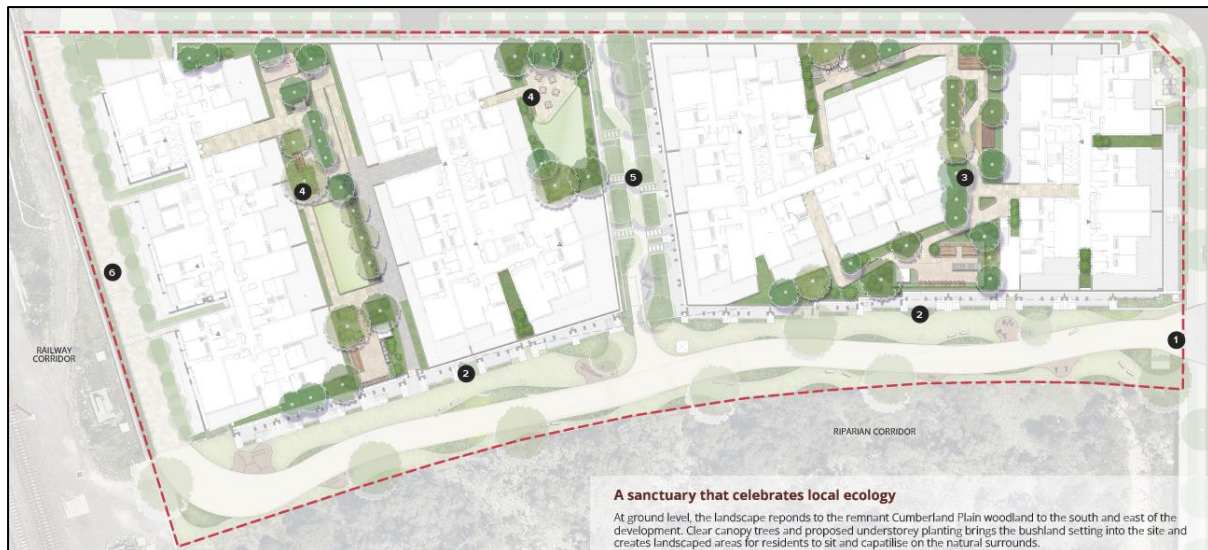 4
4
5
3
6
RAILWAY
CORRIDOR
2
2
1
RIPARIAN CORRIDOR
A sanctuary that celebrates local ecology
At ground level, the landscape reponds to the remnant Cumberland Plain woodland to the south and east of the
development. Clear canopy trees and proposed understorey planting brings the bushland setting into the site and
creates landscaped areas for residents to sit and capatilise on the natural surrounds.